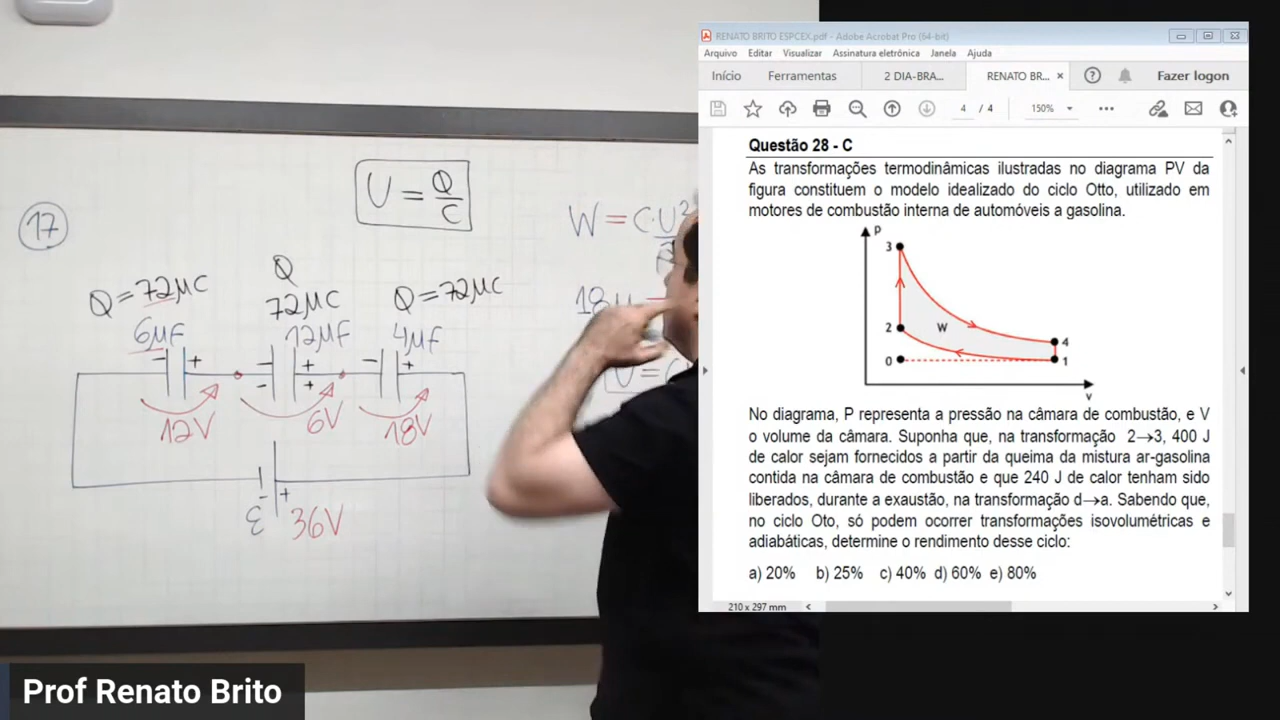 17
U = Q/C
W = C·U²
Q = 72μC
Q
72μC
Q = 72μC
18μ
6μF
12μF
4μF
- +
- +
- +
- +
U = C
12V
6V
18V
- +
ε 36V
Prof Renato Brito
RENATO BRITO ESPCEX.pdf - Adobe Acrobat Pro (64-bit)
Arquivo Editar Visualizar Assinatura eletrônica Janela Ajuda
Início Ferramentas 2 DIA-BRA... RENATO BR... × Fazer logon
4 / 4 150%
Questão 28 - C
As transformações termodinâmicas ilustradas no diagrama PV da
figura constituem o modelo idealizado do ciclo Otto, utilizado em
motores de combustão interna de automóveis a gasolina.
P
3
2 W
4
0 1
V
No diagrama, P representa a pressão na câmara de combustão, e V
o volume da câmara. Suponha que, na transformação 2→3, 400 J
de calor sejam fornecidos a partir da queima da mistura ar-gasolina
contida na câmara de combustão e que 240 J de calor tenham sido
liberados, durante a exaustão, na transformação d→a. Sabendo que,
no ciclo Oto, só podem ocorrer transformações isovolumétricas e
adiabáticas, determine o rendimento desse ciclo:
a) 20% b) 25% c) 40% d) 60% e) 80%
210 x 297 mm